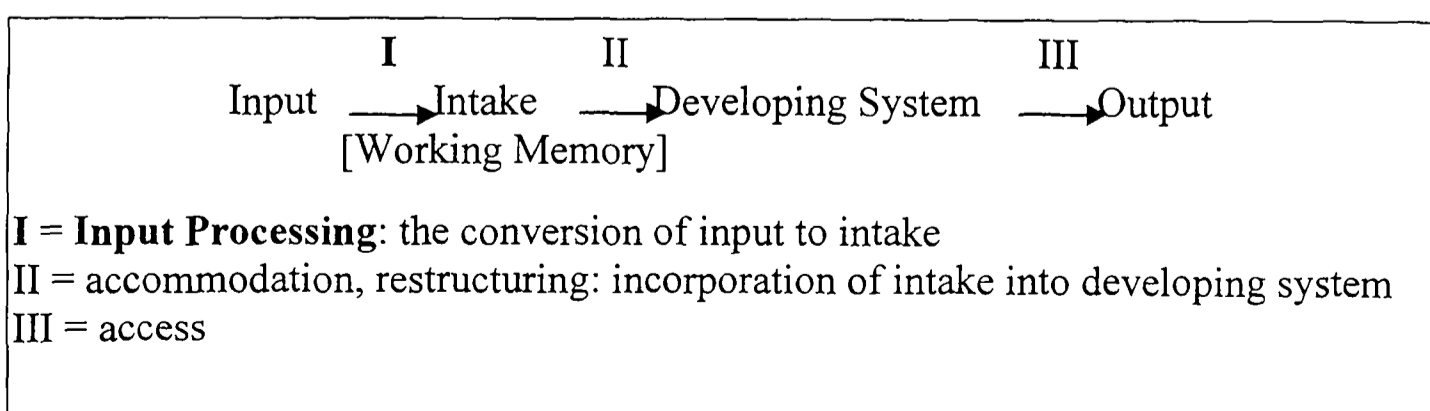 I II III
Input Intake Developing System Output
[Working Memory]
I = Input Processing: the conversion of input to intake
II = accommodation, restructuring: incorporation of intake into developing system
III = access